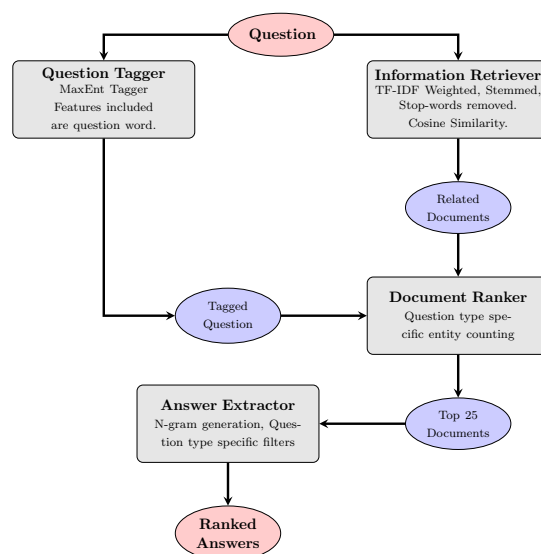 Question
Question Tagger
MaxEnt Tagger
Features included
are question word.
Information Retriever
TF-IDF Weighted, Stemmed,
Stop-words removed.
Cosine Similarity.
Related
Documents
Tagged
Question
Document Ranker
Question type spe-
cific entity counting
Top 25
Documents
Answer Extractor
N-gram generation, Ques-
tion type specific filters
Ranked
Answers